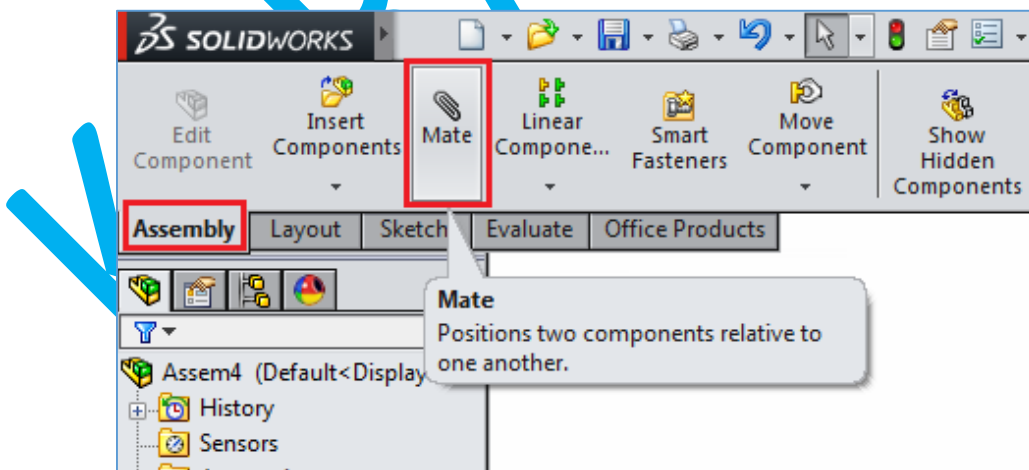 SOLIDWORKS
Edit
Component
Insert
Components
Mate
Linear
Compone...
Smart
Fasteners
Move
Component
Show
Hidden
Components
Assembly
Layout
Sketch
Evaluate
Office Products
Mate
Positions two components relative to
one another.
Assem4 (Default<Display
History
Sensors